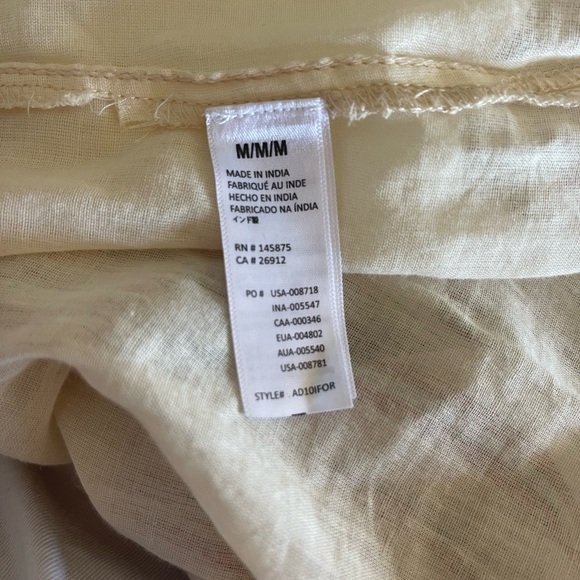 M/M/M
MADE IN INDIA
FABRIQUÉ AU INDE
HECHO EN INDIA
FABRICADO NA ÍNDIA
インド製
RN # 145875
CA # 26912
PO # USA-008718
INA-005547
CAA-000346
EUA-004802
AUA-005540
USA-008781
STYLE# . AD10IFOR